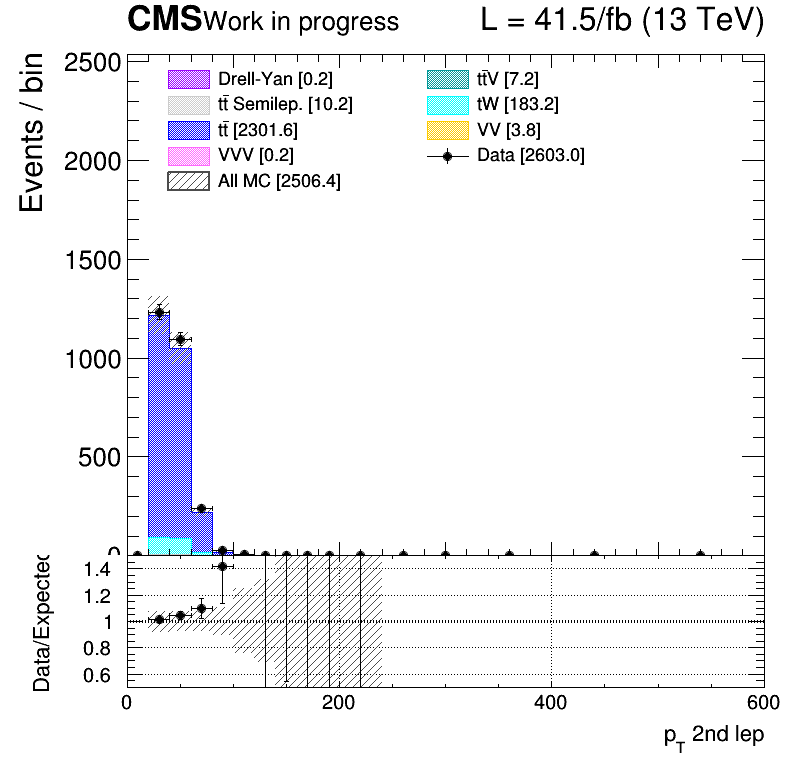 CMS Work in progress L = 41.5/fb (13 TeV)
Events / bin
2500
2000
1500
1000
500
0
Drell-Yan [0.2]
tt̄ Semilep. [10.2]
tt̄ [2301.6]
VVV [0.2]
All MC [2506.4]
tt̄V [7.2]
tW [183.2]
VV [3.8]
Data [2603.0]
Data/Expected
1.4
1.2
1
0.8
0.6
0 200 400 600
p_T 2nd lep